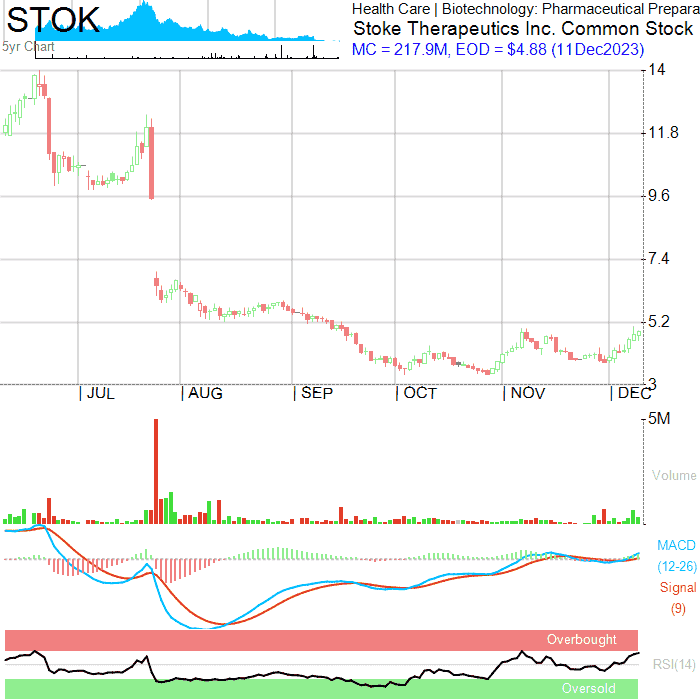 STOK
5yr Chart
Health Care | Biotechnology: Pharmaceutical Prepara
Stoke Therapeutics Inc. Common Stock
MC = 217.9M, EOD = $4.88 (11Dec2023)
14
11.8
9.6
7.4
5.2
3
JUL AUG SEP OCT NOV DEC
5M
Volume
MACD
(12-26)
Signal
(9)
Overbought
RSI(14)
Oversold